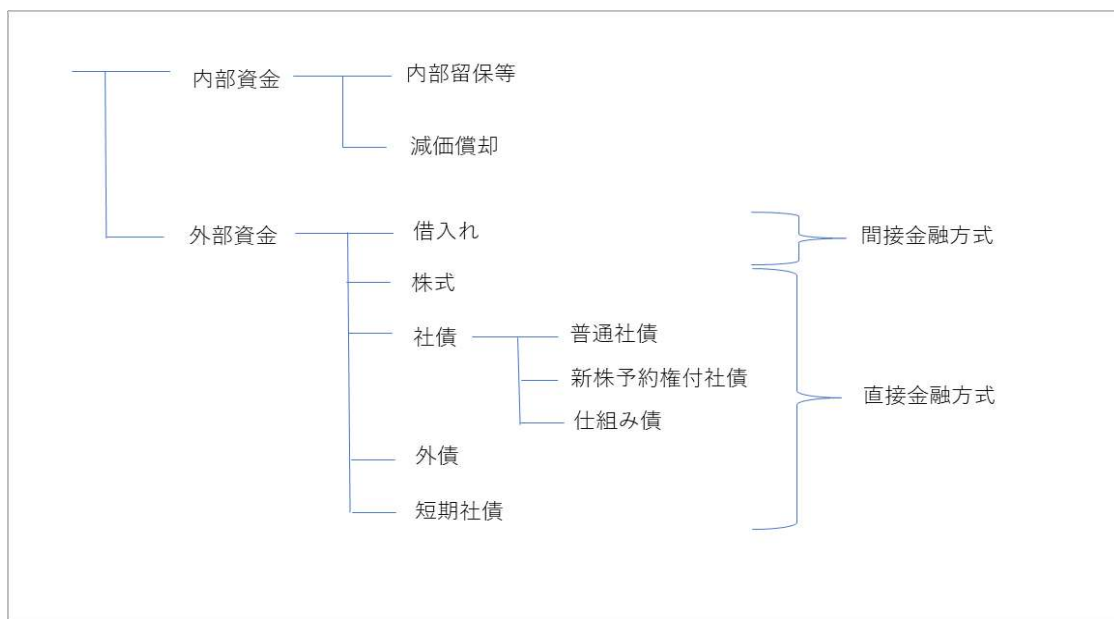 内部資金
内部留保等
減価償却
外部資金
借入れ
間接金融方式
株式
社債
普通社債
新株予約権付社債
直接金融方式
仕組み債
外債
短期社債